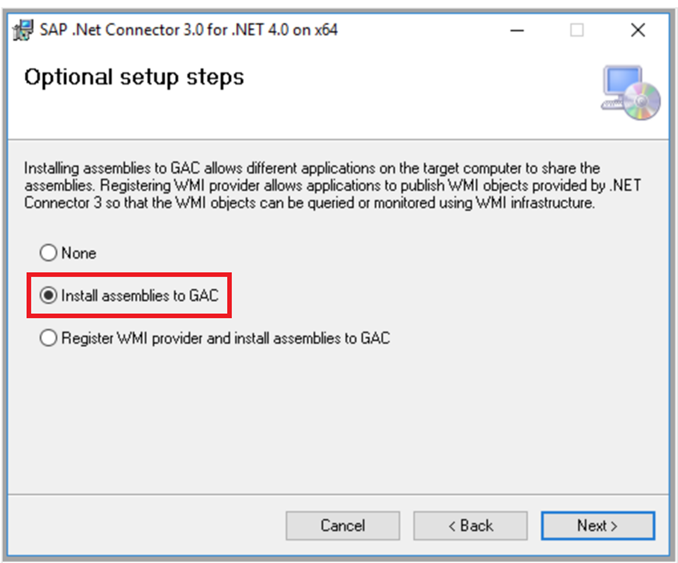 SAP .Net Connector 3.0 for .NET 4.0 on x64
Optional setup steps
Installing assemblies to GAC allows different applications on the target computer to share the
assemblies. Registering WMI provider allows applications to publish WMI objects provided by .NET
Connector 3 so that the WMI objects can be queried or monitored using WMI infrastructure.
None
Install assemblies to GAC
Register WMI provider and install assemblies to GAC
Cancel
< Back
Next >